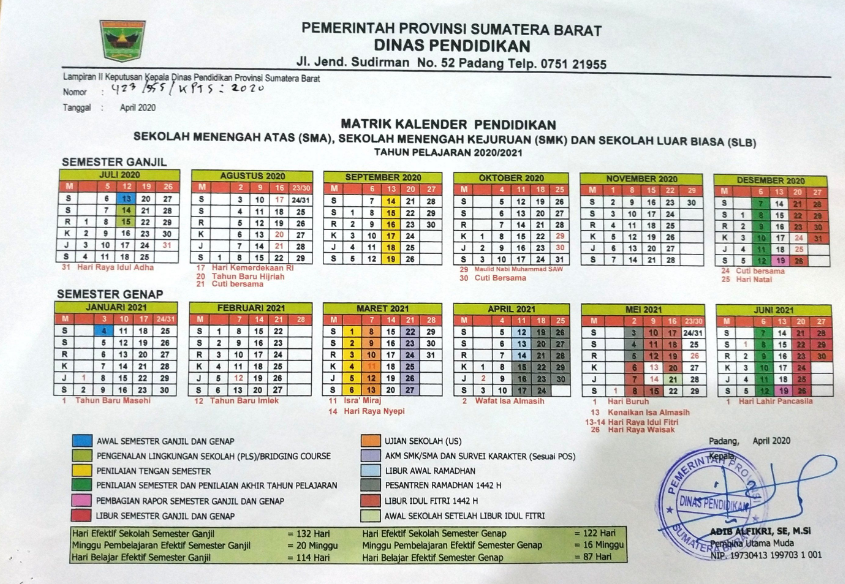 PEMERINTAH PROVINSI SUMATERA BARAT
DINAS PENDIDIKAN
Jl. Jend. Sudirman No. 52 Padang Telp. 0751 21955
Lampiran II Keputusan Kepala Dinas Pendidikan Provinsi Sumatera Barat
Nomor : 423/555/KPTS-2020
Tanggal : April 2020
MATRIK KALENDER PENDIDIKAN
SEKOLAH MENENGAH ATAS (SMA), SEKOLAH MENENGAH KEJURUAN (SMK) DAN SEKOLAH LUAR BIASA (SLB)
TAHUN PELAJARAN 2020/2021
SEMESTER GANJIL
JULI 2020
M 5 12 19 26
S 6 13 20 27
S 7 14 21 28
R 1 8 15 22 29
K 2 9 16 23 30
J 3 10 17 24 31
S 4 11 18 25
31 Hari Raya Idul Adha
AGUSTUS 2020
M 2 9 16 23/30
S 3 10 17 24/31
S 4 11 18 25
R 5 12 19 26
K 6 13 20 27
J 7 14 21 28
S 1 8 15 22 29
17 Hari Kemerdekaan RI
20 Tahun Baru Hijriah
21 Cuti bersama
SEPTEMBER 2020
M 6 13 20 27
S 7 14 21 28
S 1 8 15 22 29
R 2 9 16 23 30
K 3 10 17 24
J 4 11 18 25
S 5 12 19 26
OKTOBER 2020
M 4 11 18 25
S 5 12 19 26
S 6 13 20 27
R 7 14 21 28
K 1 8 15 22 29
J 2 9 16 23 30
S 3 10 17 24 31
29 Maulid Nabi Muhammad SAW
30 Cuti Bersama
NOVEMBER 2020
M 1 8 15 22 29
S 2 9 16 23 30
S 3 10 17 24
R 4 11 18 25
K 5 12 19 26
J 6 13 20 27
S 7 14 21 28
DESEMBER 2020
M 6 13 20 27
S 7 14 21 28
S 1 8 15 22 29
R 2 9 16 23 30
K 3 10 17 24 31
J 4 11 18 25
S 5 12 19 26
24 Cuti bersama
25 Hari Natal
SEMESTER GENAP
JANUARI 2021
M 3 10 17 24/31
S 4 11 18 25
S 5 12 19 26
R 6 13 20 27
K 7 14 21 28
J 1 8 15 22 29
S 2 9 16 23 30
1 Tahun Baru Masehi
FEBRUARI 2021
M 7 14 21 28
S 1 8 15 22
S 2 9 16 23
R 3 10 17 24
K 4 11 18 25
J 5 12 19 26
S 6 13 20 27
12 Tahun Baru Imlek
MARET 2021
M 7 14 21 28
S 1 8 15 22 29
S 2 9 16 23 30
R 3 10 17 24 31
K 4 11 18 25
J 5 12 19 26
S 6 13 20 27
11 Isra' Miraj
14 Hari Raya Nyepi
APRIL 2021
M 4 11 18 25
S 5 12 19 26
S 6 13 20 27
R 7 14 21 28
K 1 8 15 22 29
J 2 9 16 23 30
S 3 10 17 24
2 Wafat Isa Almasih
MEI 2021
M 2 9 16 23/30
S 3 10 17 24/31
S 4 11 18 25
R 5 12 19 26
K 6 13 20 27
J 7 14 21 28
S 1 8 15 22 29
1 Hari Buruh
13 Kenaikan Isa Almasih
13-14 Hari Raya Idul Fitri
26 Hari Raya Waisak
JUNI 2021
M 6 13 20 27
S 7 14 21 28
S 1 8 15 22 29
R 2 9 16 23 30
K 3 10 17 24
J 4 11 18 25
S 5 12 19 26
1 Hari Lahir Pancasila
AWAL SEMESTER GANJIL DAN GENAP
PENGENALAN LINGKUNGAN SEKOLAH (PLS)/BRIDGING COURSE
PENILAIAN TENGAN SEMESTER
PENILAIAN SEMESTER DAN PENILAIAN AKHIR TAHUN PELAJARAN
PEMBAGIAN RAPOR SEMESTER GANJIL DAN GENAP
LIBUR SEMESTER GANJIL DAN GENAP
UJIAN SEKOLAH (US)
AKM SMK/SMA DAN SURVEI KARAKTER (Sesuai POS)
LIBUR AWAL RAMADHAN
PESANTREN RAMADHAN 1442 H
LIBUR IDUL FITRI 1442 H
AWAL SEKOLAH SETELAH LIBUR IDUL FITRI
Hari Efektif Sekolah Semester Ganjil = 132 Hari Hari Efektif Sekolah Semester Genap = 122 Hari
Minggu Pembelajaran Efektif Semester Ganjil = 20 Minggu Minggu Pembelajaran Efektif Semester Genap = 16 Minggu
Hari Belajar Efektif Semester Ganjil = 114 Hari Hari Belajar Efektif Semester Genap = 87 Hari
Padang, April 2020
Kepala,
PEMERINTAH PROVINSI
DINAS PENDIDIKAN
SUMATERA BARAT
ADIB ALFIKRI, SE, M.Si
Pembina Utama Muda
NIP. 19730413 199703 1 001